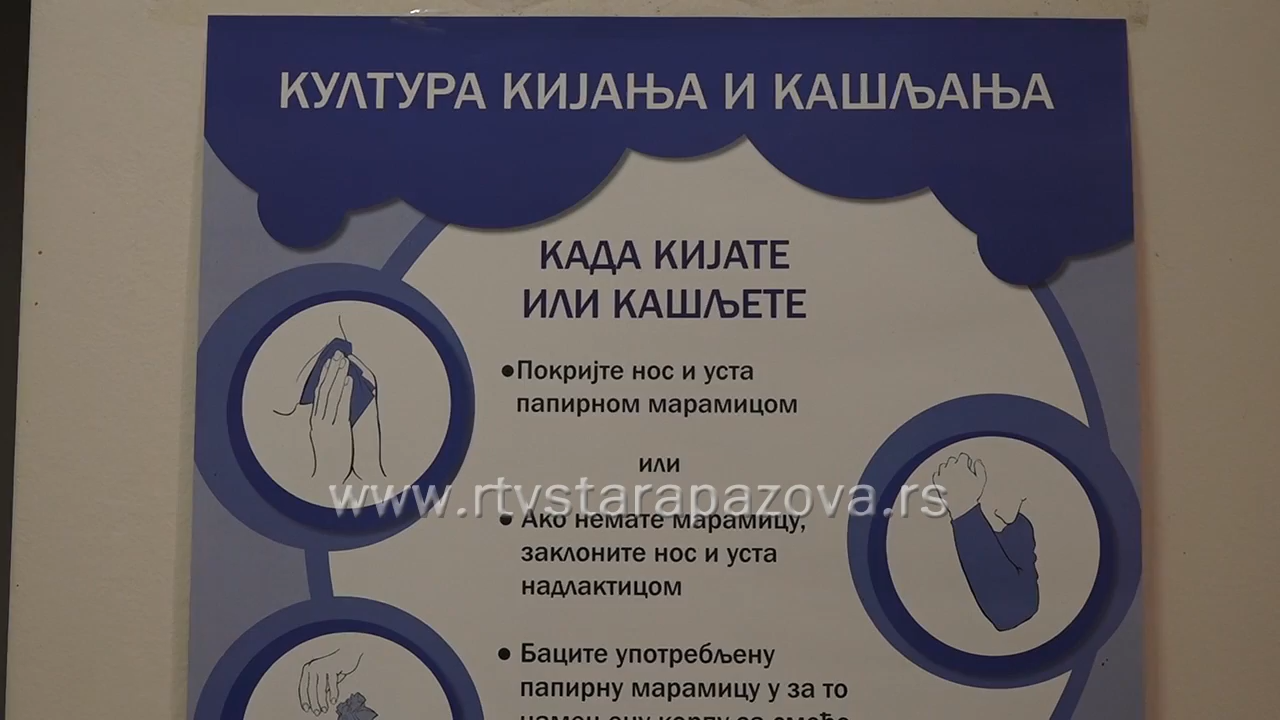 КУЛТУРА КИЈАЊА И КАШЉАЊА
КАДА КИЈАТЕ
ИЛИ КАШЉЕТЕ
●Покријте нос и уста
папирном марамицом
или
www.rtvstarapazova.rs
● Ако немате марамицу,
заклоните нос и уста
надлактицом
● Баците употребљену
папирну марамицу у за то